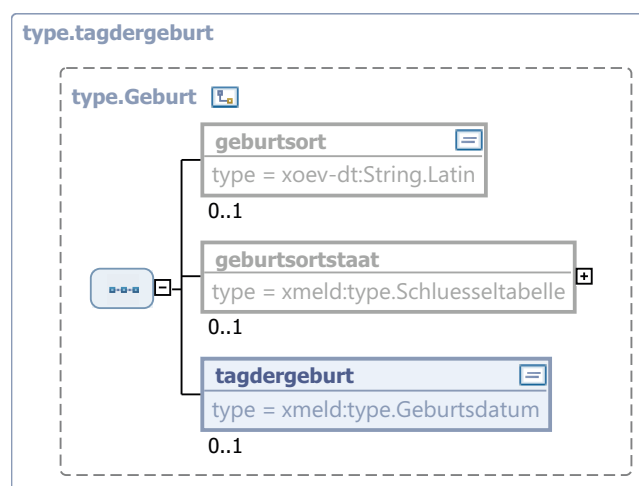 type.tagdergeburt
type.Geburt
geburtsort
type = xoev-dt:String.Latin
0..1
geburtsortstaat
type = xmeld:type.Schluesseltabelle
0..1
tagdergeburt
type = xmeld:type.Geburtsdatum
0..1